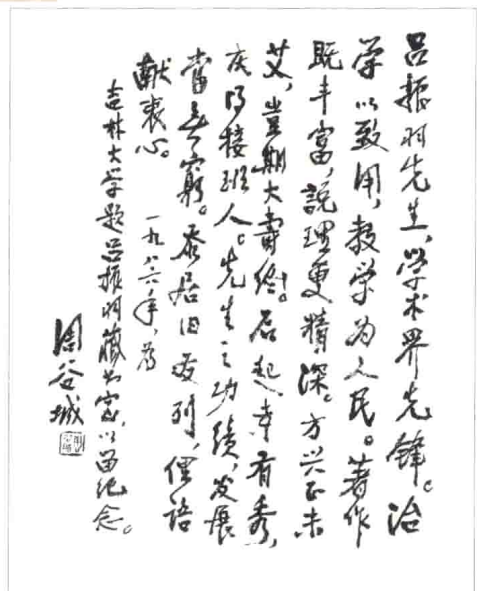 吕振羽先生,学术界先锋。治
学以致用,教学为人民。著作
既丰富,说理更精深。方兴正未
艾,岂期大寿终。后起幸有秀,
庆得接班人。先生之功绩,发展
当无穷。忝居旧友列,俚语
献衷心。
一九八六年,为
吉林大学题吕振羽藏书室,以留纪念。
周谷城